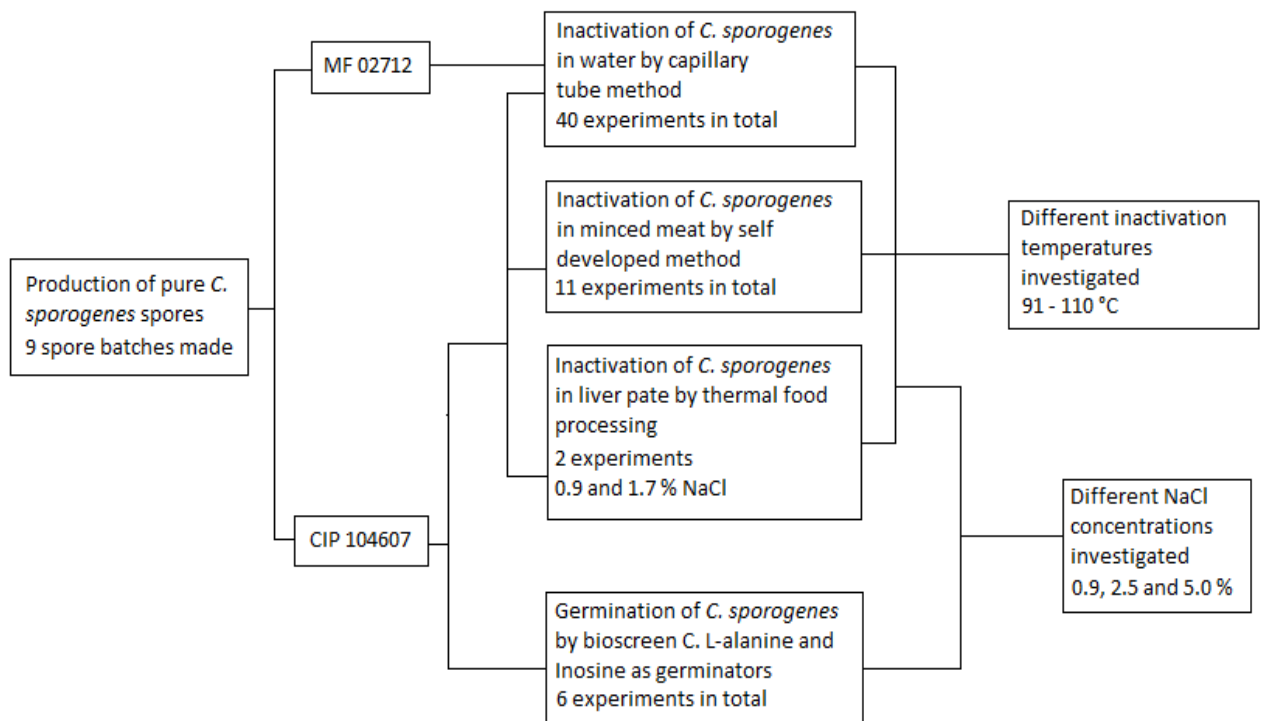 Production of pure C.
sporogenes spores
9 spore batches made
MF 02712
CIP 104607
Inactivation of C. sporogenes
in water by capillary
tube method
40 experiments in total
Inactivation of C. sporogenes
in minced meat by self
developed method
11 experiments in total
Inactivation of C. sporogenes
in liver pate by thermal food
processing
2 experiments
0.9 and 1.7 % NaCl
Germination of C. sporogenes
by bioscreen C. L-alanine and
Inosine as germinators
6 experiments in total
Different inactivation
temperatures
investigated
91 - 110 °C
Different NaCl
concentrations
investigated
0.9, 2.5 and 5.0 %